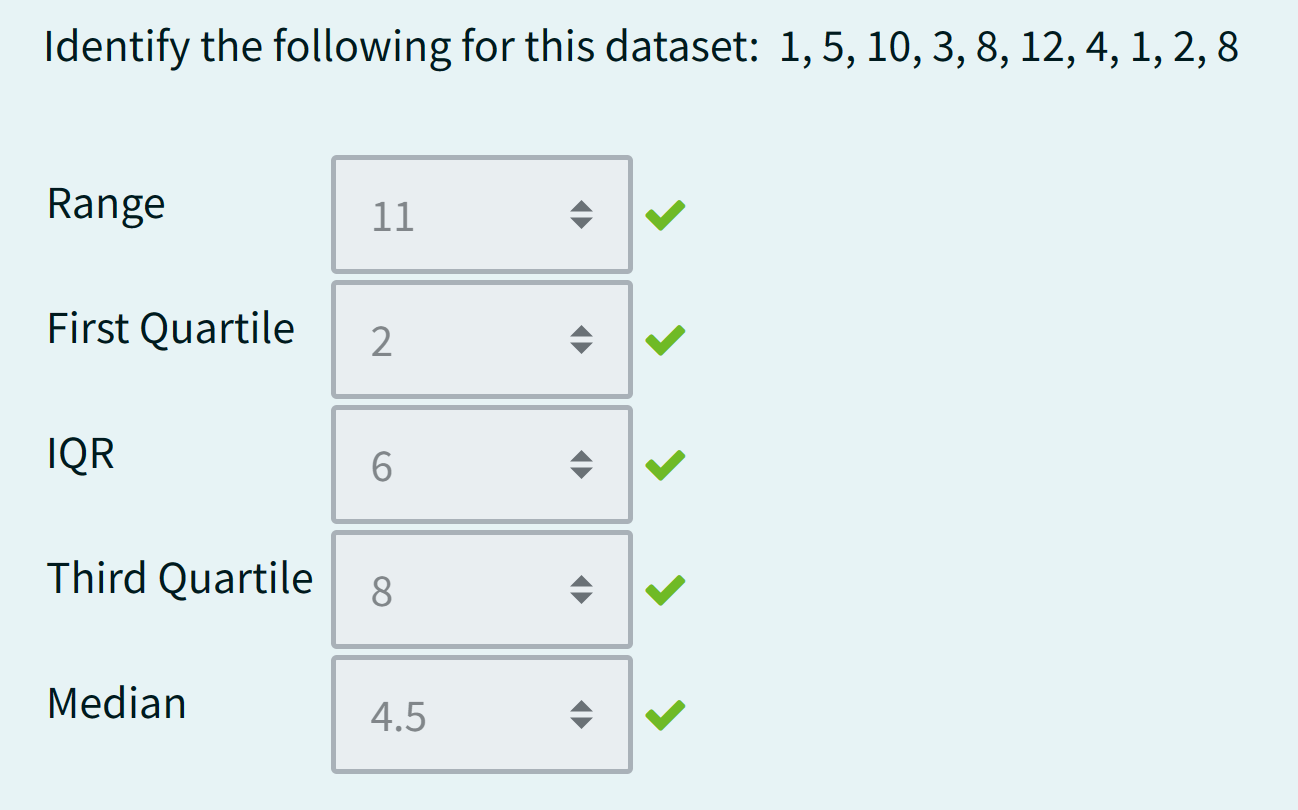 Identify the following for this dataset: 1, 5, 10, 3, 8, 12, 4, 1, 2, 8
Range 11
First Quartile 2
IQR 6
Third Quartile 8
Median 4.5